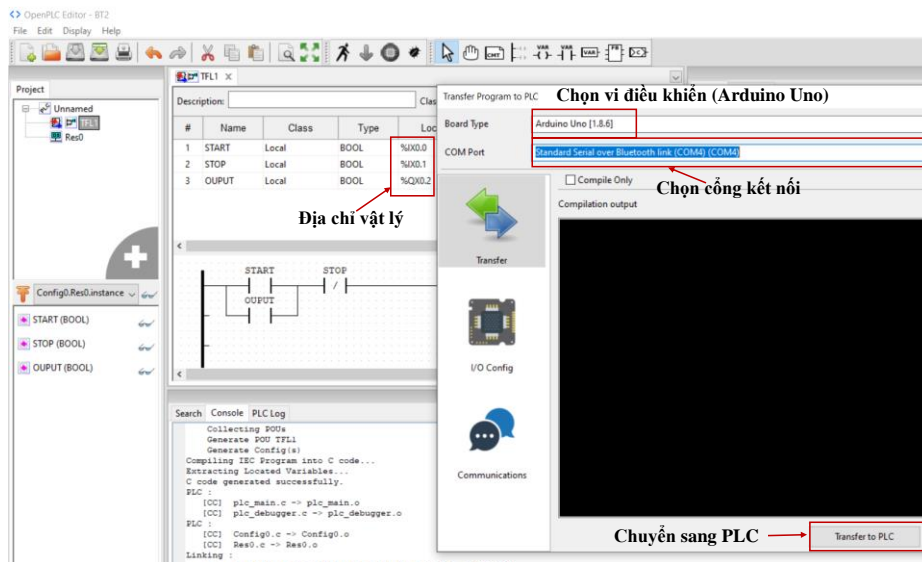 OpenPLC Editor - BT2
File Edit Display Help
TFL1
Project
Unnamed
TFL1
Res0
Description:
Clas
# Name Class Type Loc
1 START Local BOOL %IX0.0
2 STOP Local BOOL %IX0.1
3 OUPUT Local BOOL %QX0.2
Địa chỉ vật lý
START STOP
OUPUT
Config0.Res0.instance
START (BOOL)
STOP (BOOL)
OUPUT (BOOL)
Search Console PLC Log
Collecting POUs
Generate POU TFL1
Generate Config(s)
Compiling IEC Program into C code...
Extracting Located Variables...
C code generated successfully.
PLC :
[CC] plc_main.c -> plc_main.o
[CC] plc_debugger.c -> plc_debugger.o
PLC :
[CC] Config0.c -> Config0.o
[CC] Res0.c -> Res0.o
Linking :
Transfer Program to PLC
Chọn vi điều khiển (Arduino Uno)
Board Type Arduino Uno [1.8.6]
COM Port Standard Serial over Bluetooth link (COM4) (COM4)
Compile Only
Chọn cổng kết nối
Compilation output
Transfer
I/O Config
Communications
Chuyển sang PLC
Transfer to PLC